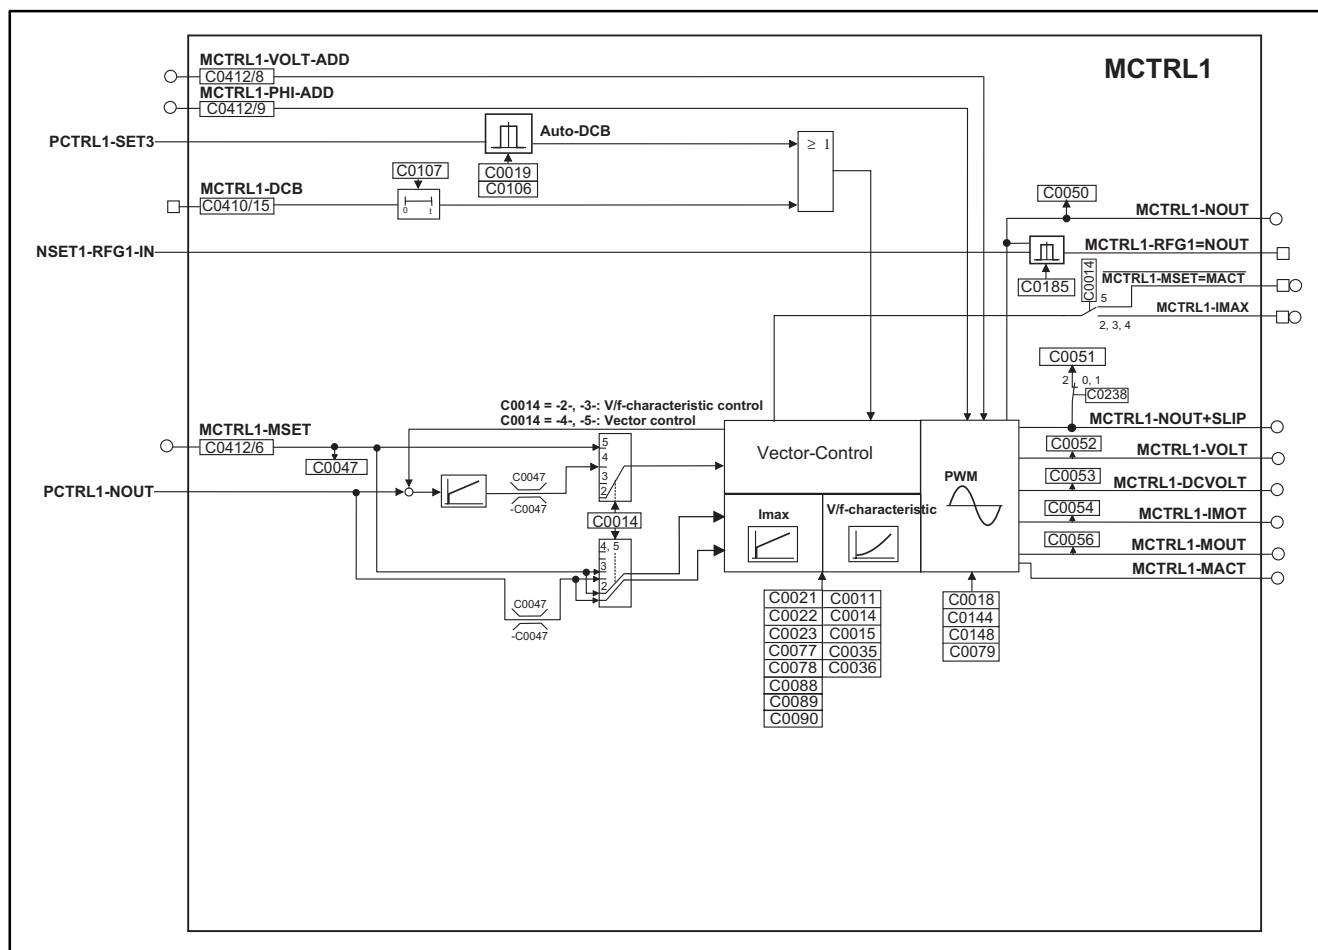 MCTRL1
MCTRL1-VOLT-ADD
C0412/8
MCTRL1-PHI-ADD
C0412/9
PCTRL1-SET3
Auto-DCB
≥ 1
C0019
C0106
C0107
0 t
MCTRL1-DCB
C0410/15
NSET1-RFG1-IN
C0050
MCTRL1-NOUT
MCTRL1-RFG1=NOUT
C0185
C0014
MCTRL1-MSET=MACT
5
MCTRL1-IMAX
2, 3, 4
C0051
2 0, 1
C0238
MCTRL1-NOUT+SLIP
C0014 = -2-, -3-: V/f-characteristic control
C0014 = -4-, -5-: Vector control
MCTRL1-MSET
C0412/6
C0047
PCTRL1-NOUT
C0047
-C0047
5
4
3
2
C0014
4, 5
3
2
C0047
-C0047
Vector-Control
PWM
Imax
V/f-characteristic
C0052
MCTRL1-VOLT
C0053
MCTRL1-DCVOLT
C0054
MCTRL1-IMOT
C0056
MCTRL1-MOUT
MCTRL1-MACT
C0021 C0011
C0022 C0014
C0023 C0015
C0077 C0035
C0078 C0036
C0088
C0089
C0090
C0018
C0144
C0148
C0079